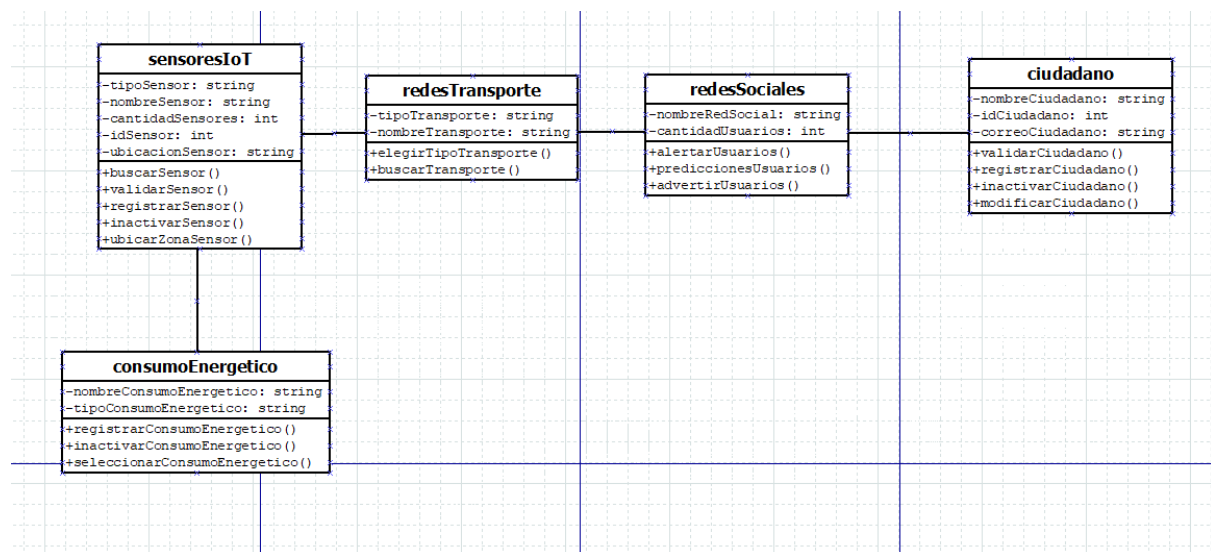 sensoresIoT
-tipoSensor: string
-nombreSensor: string
-cantidadSensores: int
-idSensor: int
-ubicacionSensor: string
+buscarSensor()
+validarSensor()
+registrarSensor()
+inactivarSensor()
+ubicarZonaSensor()
redesTransporte
-tipoTransporte: string
-nombreTransporte: string
+elegirTipoTransporte()
+buscarTransporte()
redesSociales
-nombreRedSocial: string
-cantidadUsuarios: int
+alertarUsuarios()
+prediccionesUsuarios()
+advertirUsuarios()
ciudadano
-nombreCiudadano: string
-idCiudadano: int
-correoCiudadano: string
+validarCiudadano()
+registrarCiudadano()
+inactivarCiudadano()
+modificarCiudadano()
consumoEnergetico
-nombreConsumoEnergetico: string
-tipoConsumoEnergetico: string
+registrarConsumoEnergetico()
+inactivarConsumoEnergetico()
+seleccionarConsumoEnergetico()